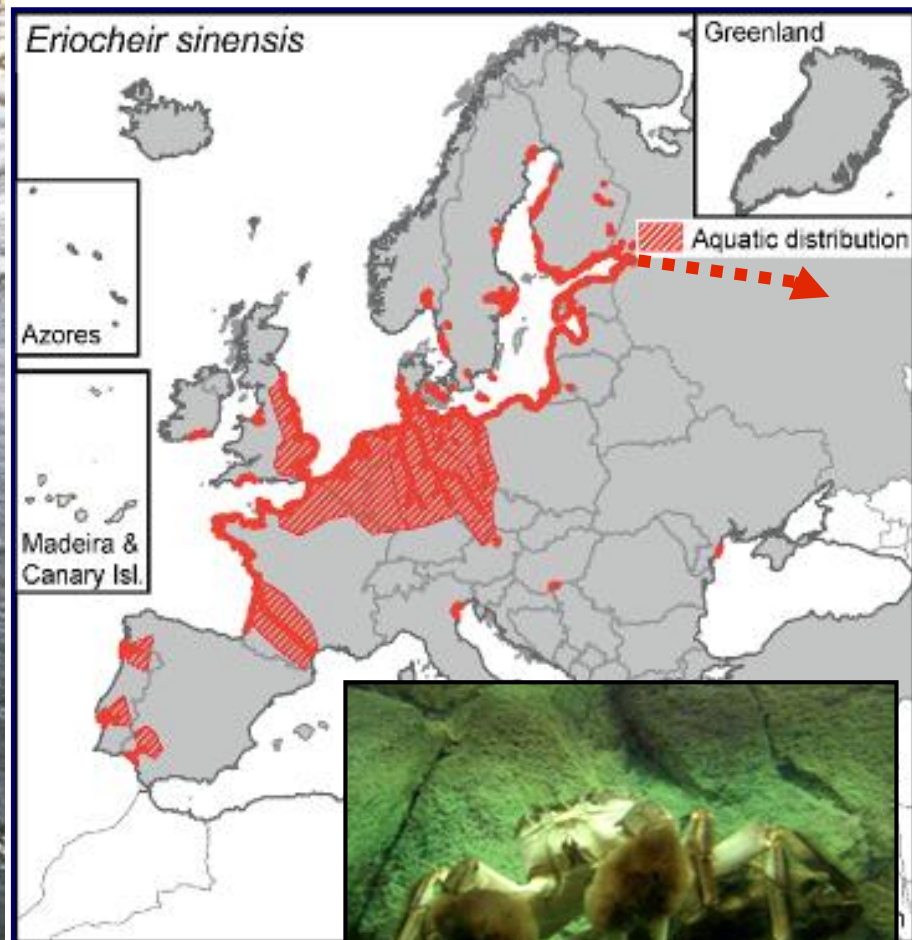 Eriocheir sinensis
Greenland
Aquatic distribution
Azores
Madeira &
Canary Isl.